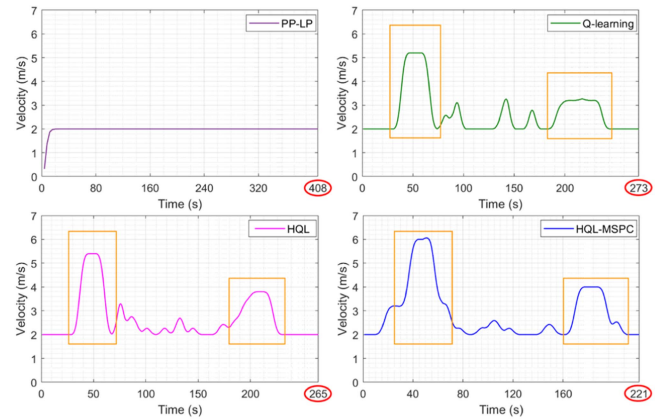 PP-LP
Velocity (m/s)
7
6
5
4
3
2
1
0
0 80 160 240 320 408
Time (s)
Q-learning
Velocity (m/s)
7
6
5
4
3
2
1
0
0 50 100 150 200 273
Time (s)
HQL
Velocity (m/s)
7
6
5
4
3
2
1
0
0 50 100 150 200 265
Time (s)
HQL-MSPC
Velocity (m/s)
7
6
5
4
3
2
1
0
0 40 80 120 160 221
Time (s)